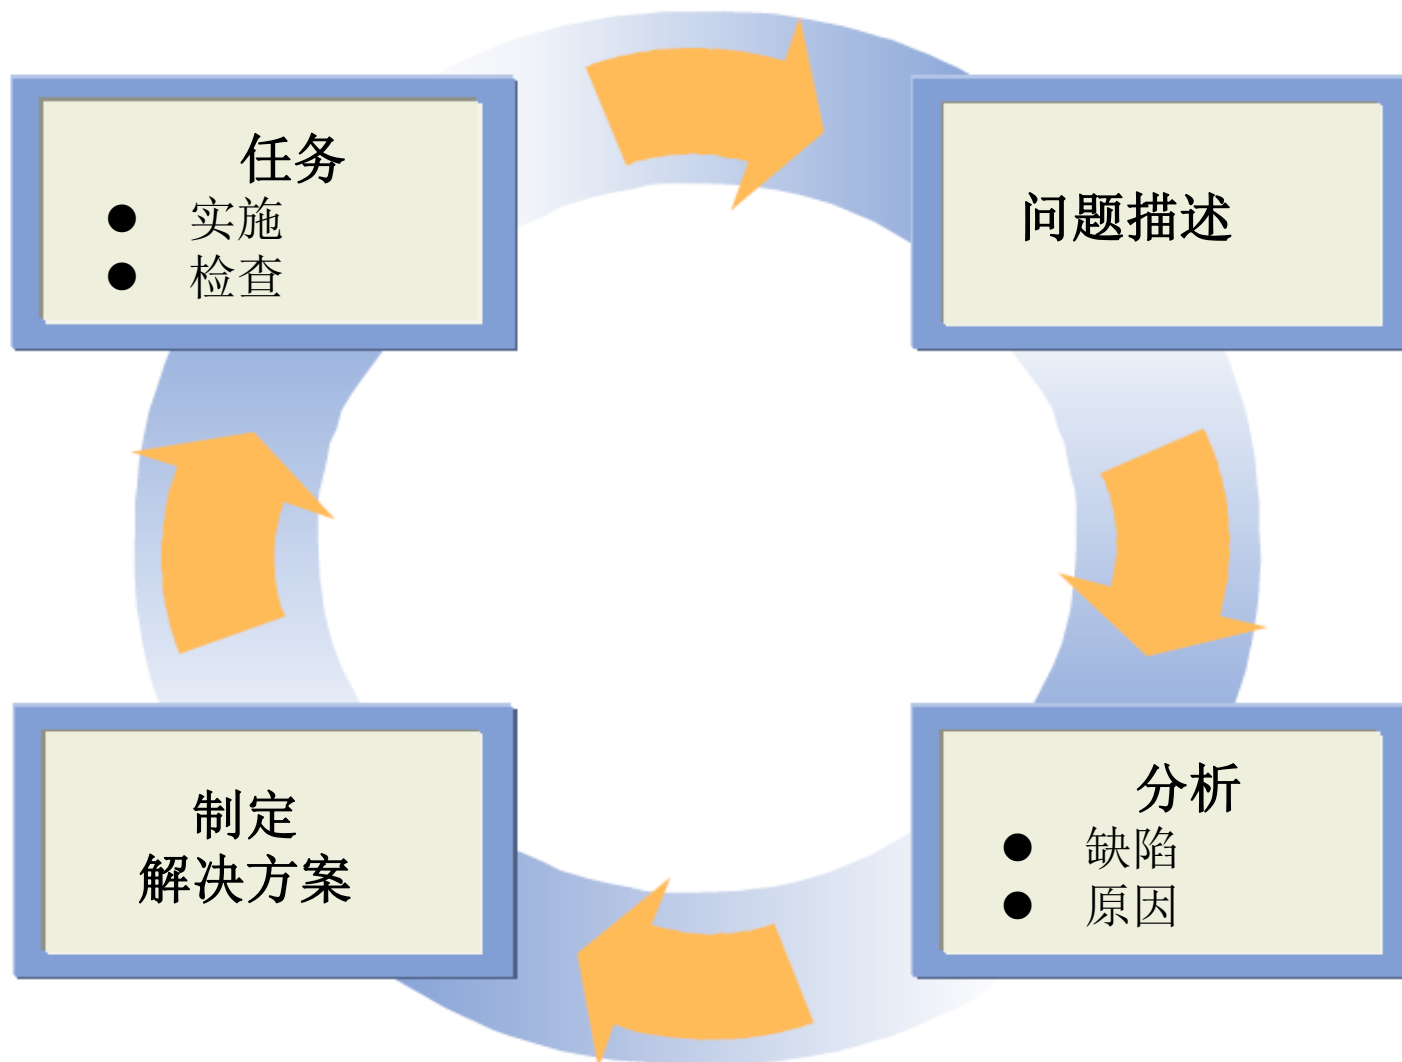 任务
● 实施
● 检查
问题描述
制定
解决方案
分析
● 缺陷
● 原因